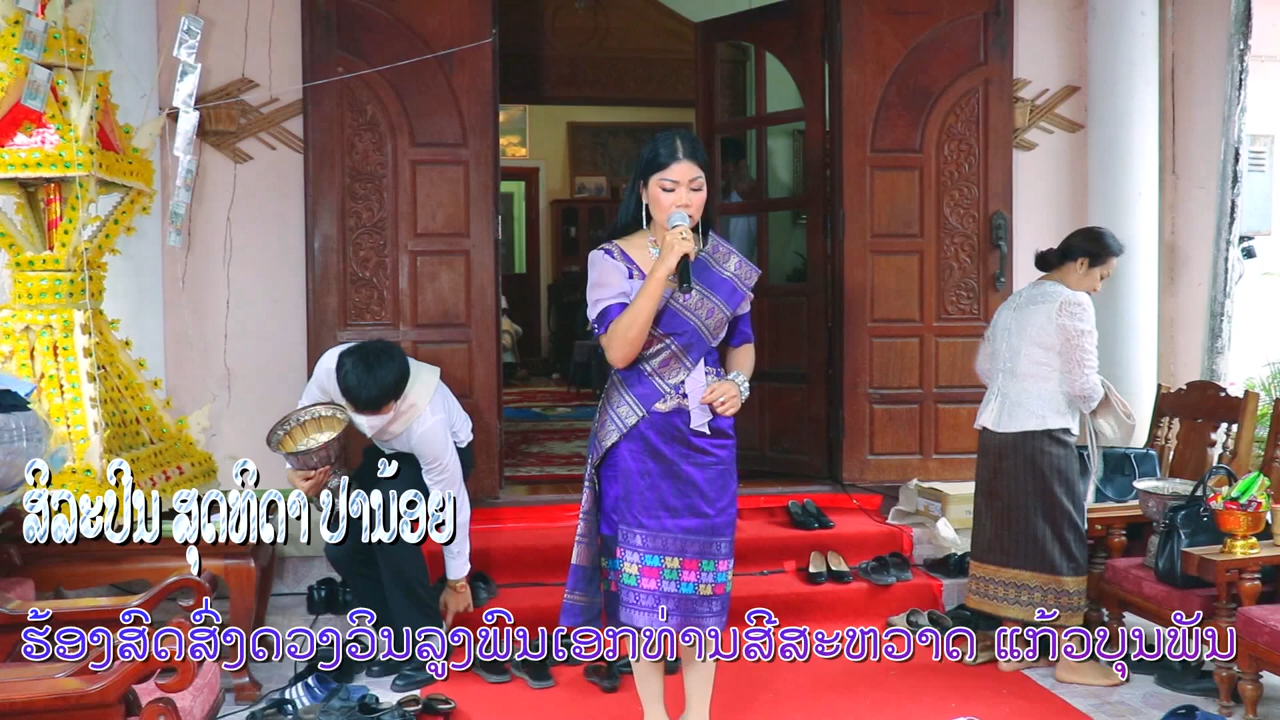 ສິລະປິນ ສຸດທິດາ ປານ້ອຍ
ຮ້ອງສົດສົ່ງດວງວິນລູງພົນເອກທ່ານສີສະຫວາດ ແກ້ວບຸນພັນ